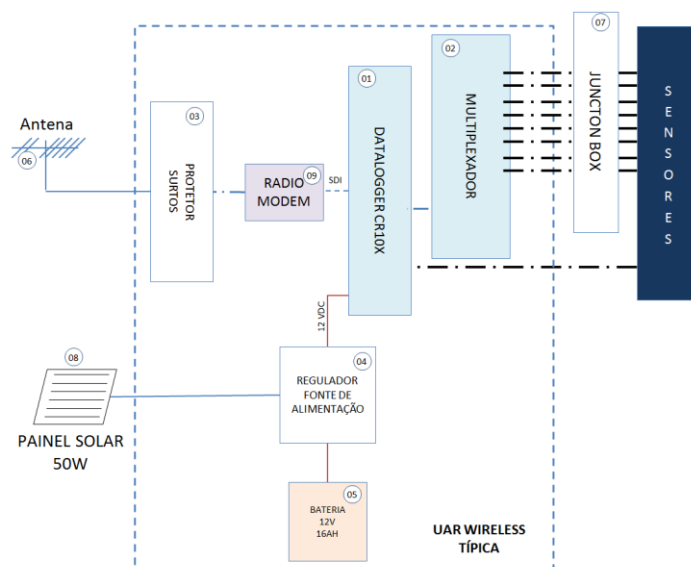 07
02
01
03
Antena
06
PROTETOR
SURTOS
RADIO
MODEM
09
SDI
DATALOGGER CR10X
MULTIPLEXADOR
JUNCTON BOX
SENSORES
12 VDC
04
REGULADOR
FONTE DE
ALIMENTAÇÃO
08
PAINEL SOLAR
50W
05
BATERIA
12V
16AH
UAR WIRELESS
TÍPICA